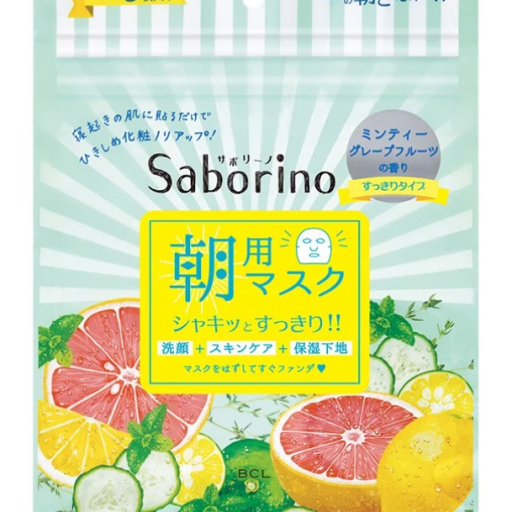 寝起きの肌に貼るだけで
ひきしめ化粧ノリアップ!
サボリーノ
Saborino
ミンティー
グレープフルーツ
の香り
すっきりタイプ
朝用マスク
シャキッとすっきり!!
洗顔+スキンケア+保湿下地
マスクをはずしてすぐファンデ♥
BCL